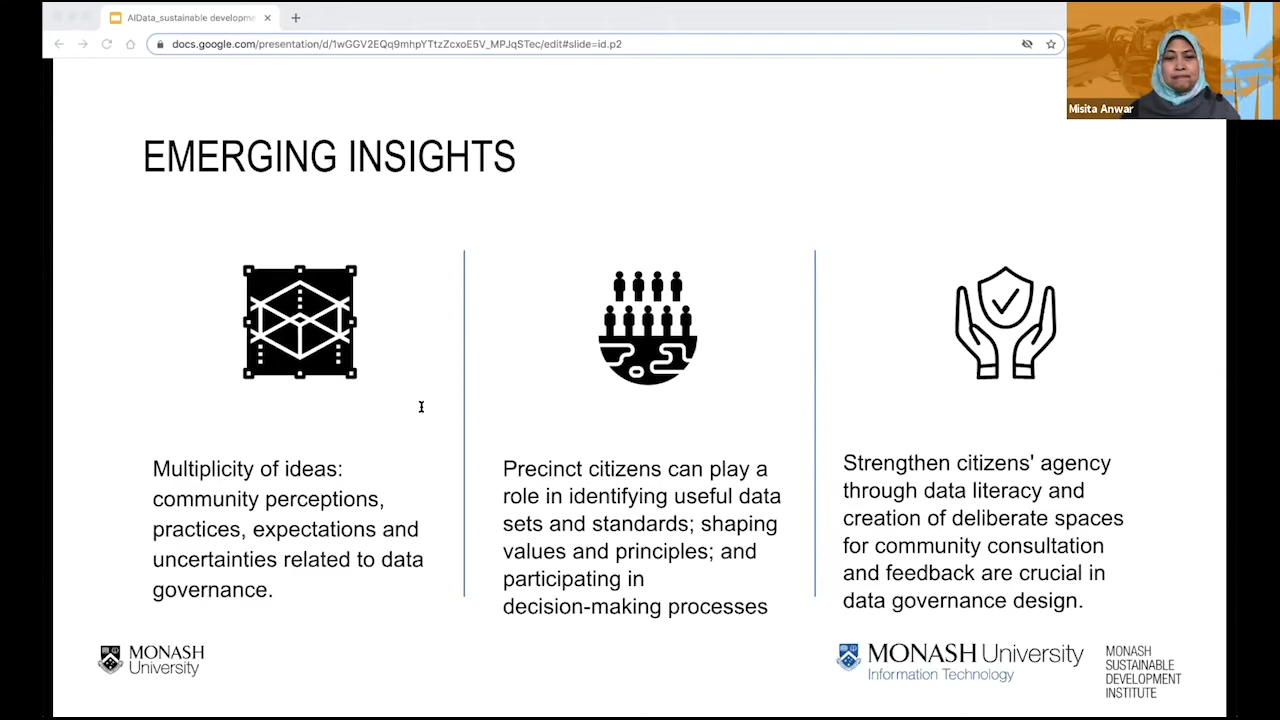 AIData_sustainable developme
docs.google.com/presentation/d/1wGGV2EQq9mhpYTtzZcxoE5V_MPJqSTec/edit#slide=id.p2
Misita Anwar
EMERGING INSIGHTS
Multiplicity of ideas:
community perceptions,
practices, expectations and
uncertainties related to data
governance.
Precinct citizens can play a
role in identifying useful data
sets and standards; shaping
values and principles; and
participating in
decision-making processes
Strengthen citizens' agency
through data literacy and
creation of deliberate spaces
for community consultation
and feedback are crucial in
data governance design.
MONASH
University
MONASH University
Information Technology
MONASH
SUSTAINABLE
DEVELOPMENT
INSTITUTE